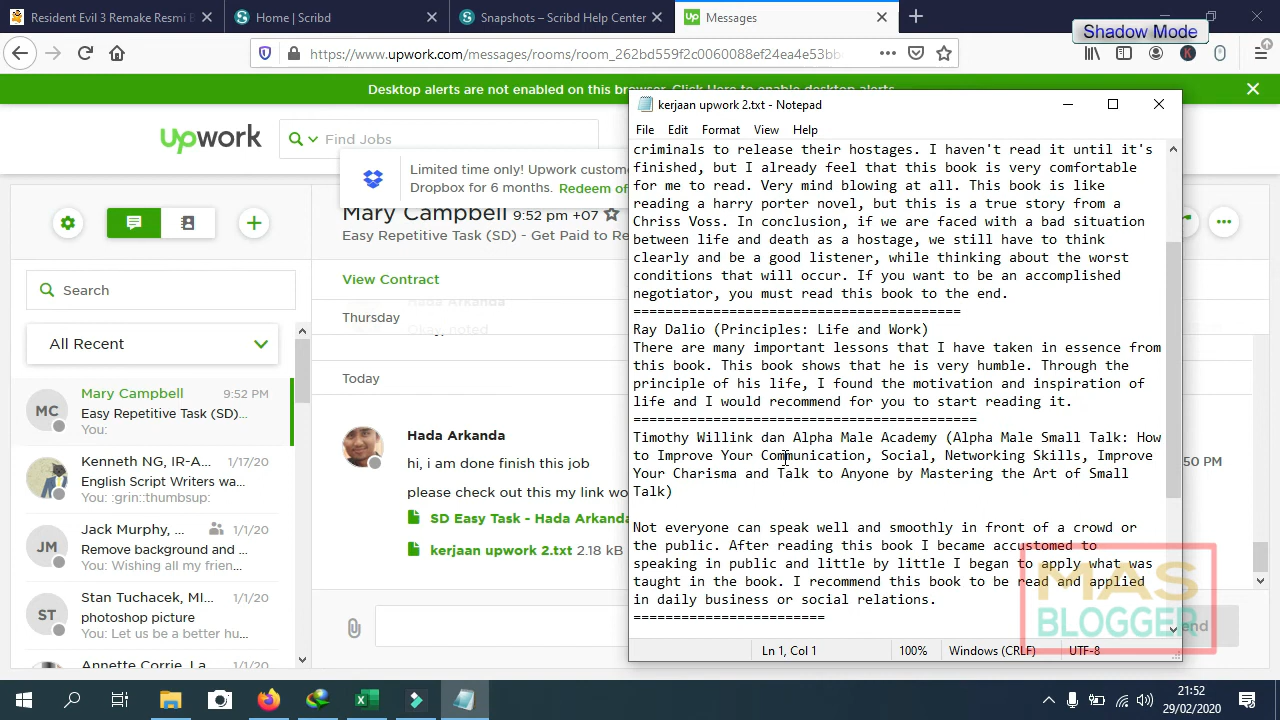 Resident Evil 3 Remake Resmi
Home | Scribd
Snapshots – Scribd Help Center
Messages
Shadow Mode
https://www.upwork.com/messages/rooms/room_262bd559f2c0060088ef24ea4e53bb
Desktop alerts are not enabled on this browser. Click Here to enable desktop alerts
upwork
Find Jobs
Limited time only! Upwork custome
Dropbox for 6 months. Redeem of
Mary Campbell 9:52 pm +07
Easy Repetitive Task (SD) - Get Paid to Re
View Contract
Search
All Recent
Mary Campbell 9:52 PM
Easy Repetitive Task (SD)...
You:
Kenneth NG, IR-A... 1/17/20
English Script Writers wa...
You: :grin::thumbsup:
Jack Murphy, ... 1/1/20
Remove background and ...
You: Wishing all my frien...
Stan Tuchacek, MI... 1/1/20
photoshop picture
You: Let us be a better hu...
Annette Corrie, La
MC
JM
ST
Hada Arkanda
Okay, noted
Thursday
Today
Hada Arkanda
hi, i am done finish this job
please check out this my link wo
SD Easy Task - Hada Arkanda
kerjaan upwork 2.txt 2.18 kB
50 PM
end
kerjaan upwork 2.txt - Notepad
File Edit Format View Help
criminals to release their hostages. I haven't read it until it's
finished, but I already feel that this book is very comfortable
for me to read. Very mind blowing at all. This book is like
reading a harry porter novel, but this is a true story from a
Chriss Voss. In conclusion, if we are faced with a bad situation
between life and death as a hostage, we still have to think
clearly and be a good listener, while thinking about the worst
conditions that will occur. If you want to be an accomplished
negotiator, you must read this book to the end.
=========================================
Ray Dalio (Principles: Life and Work)
There are many important lessons that I have taken in essence from
this book. This book shows that he is very humble. Through the
principle of his life, I found the motivation and inspiration of
life and I would recommend for you to start reading it.
===========================================
Timothy Willink dan Alpha Male Academy (Alpha Male Small Talk: How
to Improve Your Communication, Social, Networking Skills, Improve
Your Charisma and Talk to Anyone by Mastering the Art of Small
Talk)
Not everyone can speak well and smoothly in front of a crowd or
the public. After reading this book I became accustomed to
speaking in public and little by little I began to apply what was
taught in the book. I recommend this book to be read and applied
in daily business or social relations.
========================
Ln 1, Col 1 100% Windows (CRLF) UTF-8
MAS
BLOGGER
21:52
29/02/2020